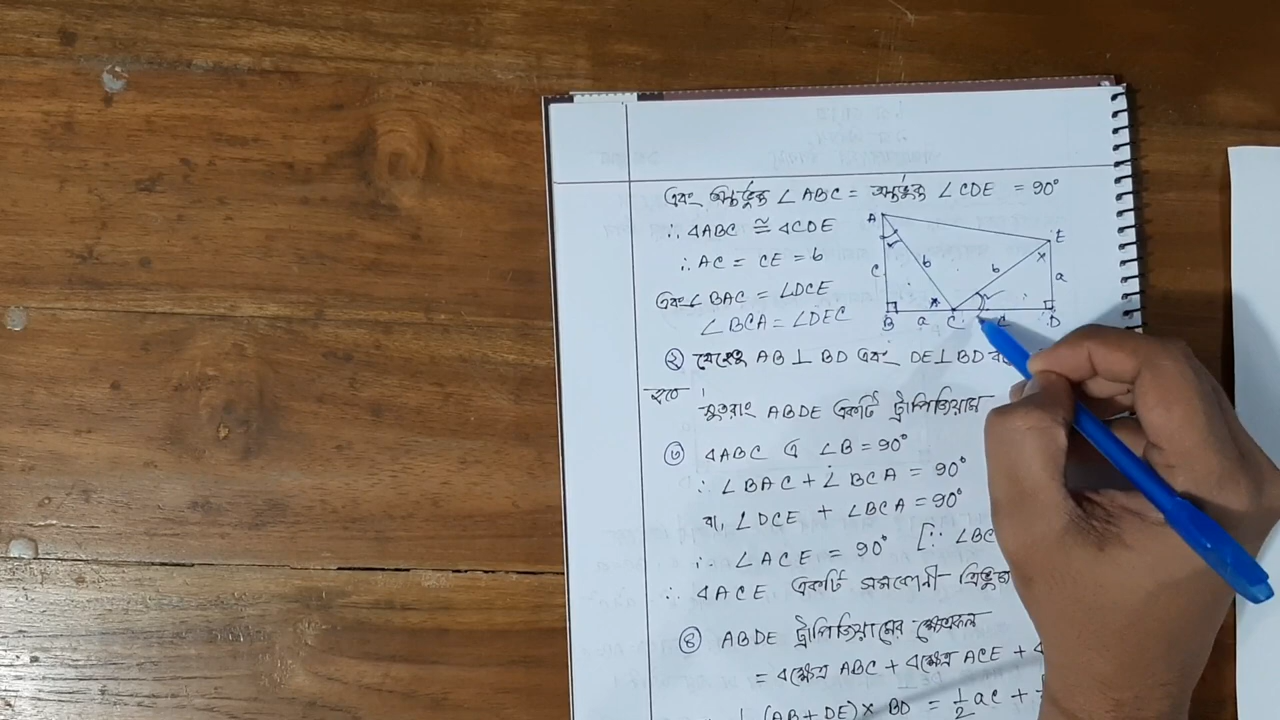 এবং অন্তর্ভুক্ত ∠ABC = অন্তর্ভুক্ত ∠CDE = 90°
∴ ΔABC ≅ ΔCDE
∴ AC = CE = b
এবং ∠BAC = ∠DCE
∠BCA = ∠DEC
A
E
b
b
c
a
B
a
C
c
D
② যেহেতু AB⊥BD এবং DE⊥BD
হতে
সুতরাং ABDE একটি ট্রাপিজিয়াম
③ ΔABC এ ∠B = 90°
∴ ∠BAC + ∠BCA = 90°
বা, ∠DCE + ∠BCA = 90°
∴ ∠ACE = 90° [∵ ∠BC
∴ ΔACE একটি সমকোণী ত্রিভুজ
④ ABDE ট্রাপিজিয়ামের ক্ষেত্রফল
= Δক্ষেত্র ABC + Δক্ষেত্র ACE + Δ
(AB+DE)×BD = ½ac +